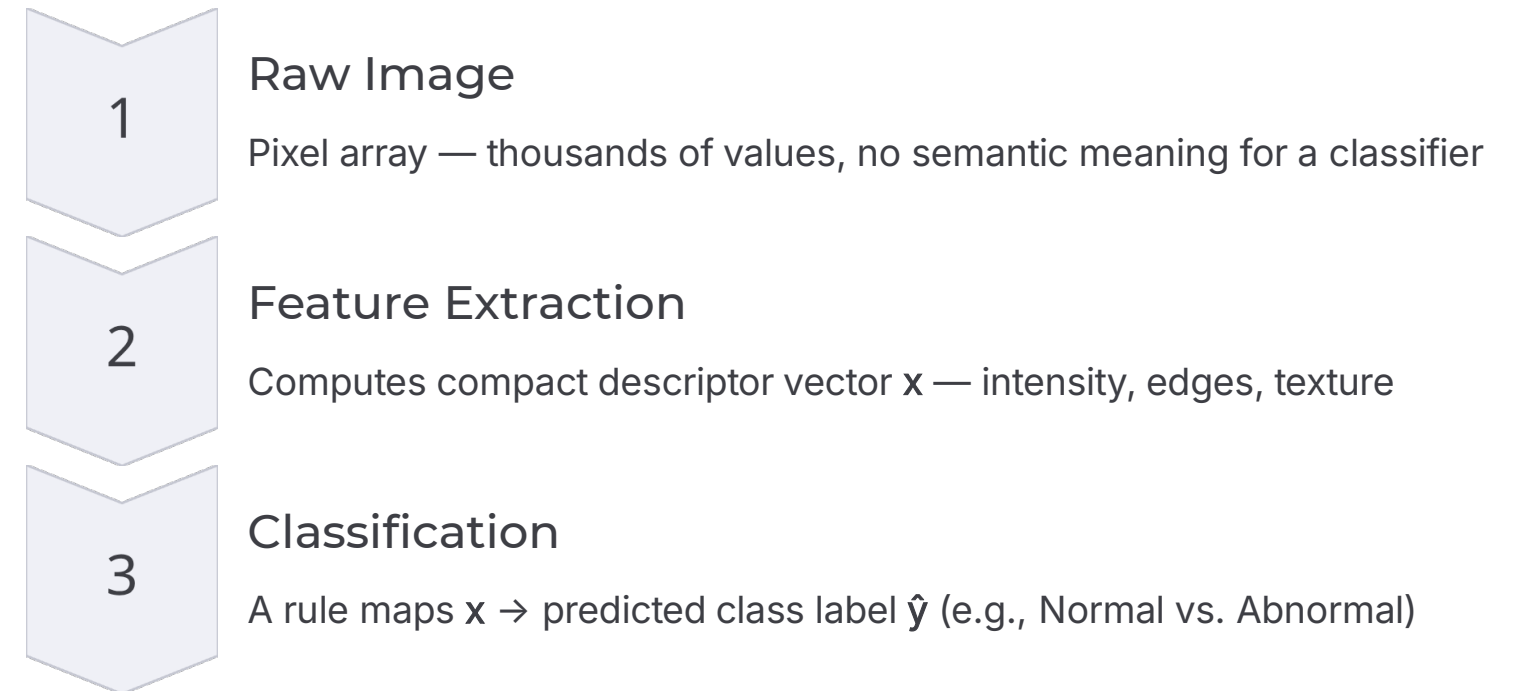 1
Raw Image
Pixel array — thousands of values, no semantic meaning for a classifier
2
Feature Extraction
Computes compact descriptor vector x — intensity, edges, texture
3
Classification
A rule maps x → predicted class label ŷ (e.g., Normal vs. Abnormal)